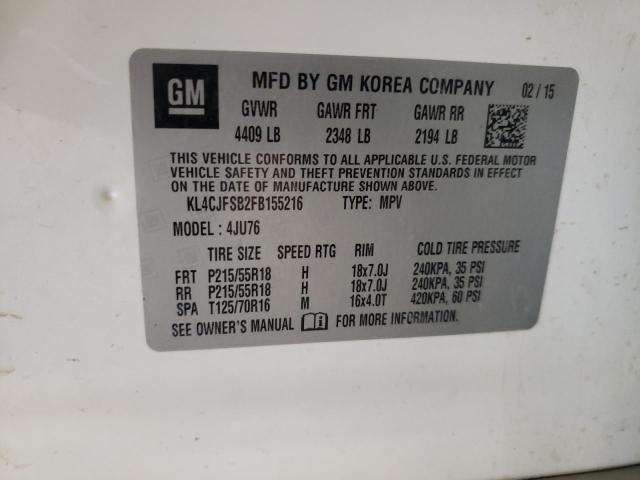 GM MFD BY GM KOREA COMPANY 02 / 15
GVWR GAWR FRT GAWR RR
4409 LB 2348 LB 2194 LB
THIS VEHICLE CONFORMS TO ALL APPLICABLE U.S. FEDERAL MOTOR
VEHICLE SAFETY AND THEFT PREVENTION STANDARDS IN EFFECT
ON THE DATE OF MANUFACTURE SHOWN ABOVE.
KL4CJFSB2FB155216 TYPE: MPV
MODEL : 4JU76
TIRE SIZE SPEED RTG RIM COLD TIRE PRESSURE
FRT P215/55R18 H 18x7.0J 240KPA, 35 PSI
RR P215/55R18 H 18x7.0J 240KPA, 35 PSI
SPA T125/70R16 M 16x4.0T 420KPA, 60 PSI
SEE OWNER'S MANUAL FOR MORE INFORMATION.